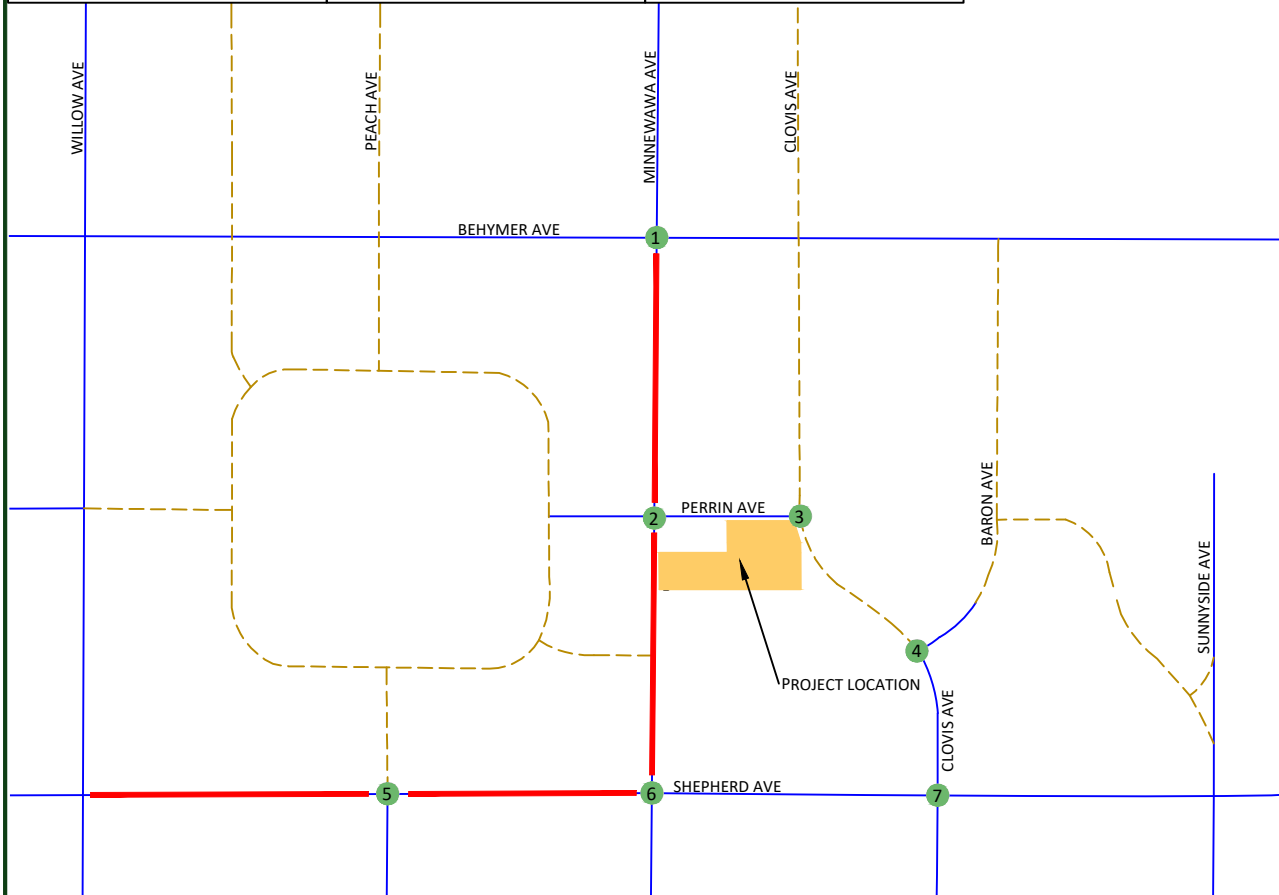 WILLOW AVE
PEACH AVE
MINNEWAWA AVE
CLOVIS AVE
BEHYMER AVE
1
PERRIN AVE
2
3
BARON AVE
SUNNYSIDE AVE
4
PROJECT LOCATION
CLOVIS AVE
SHEPHERD AVE
5
6
7